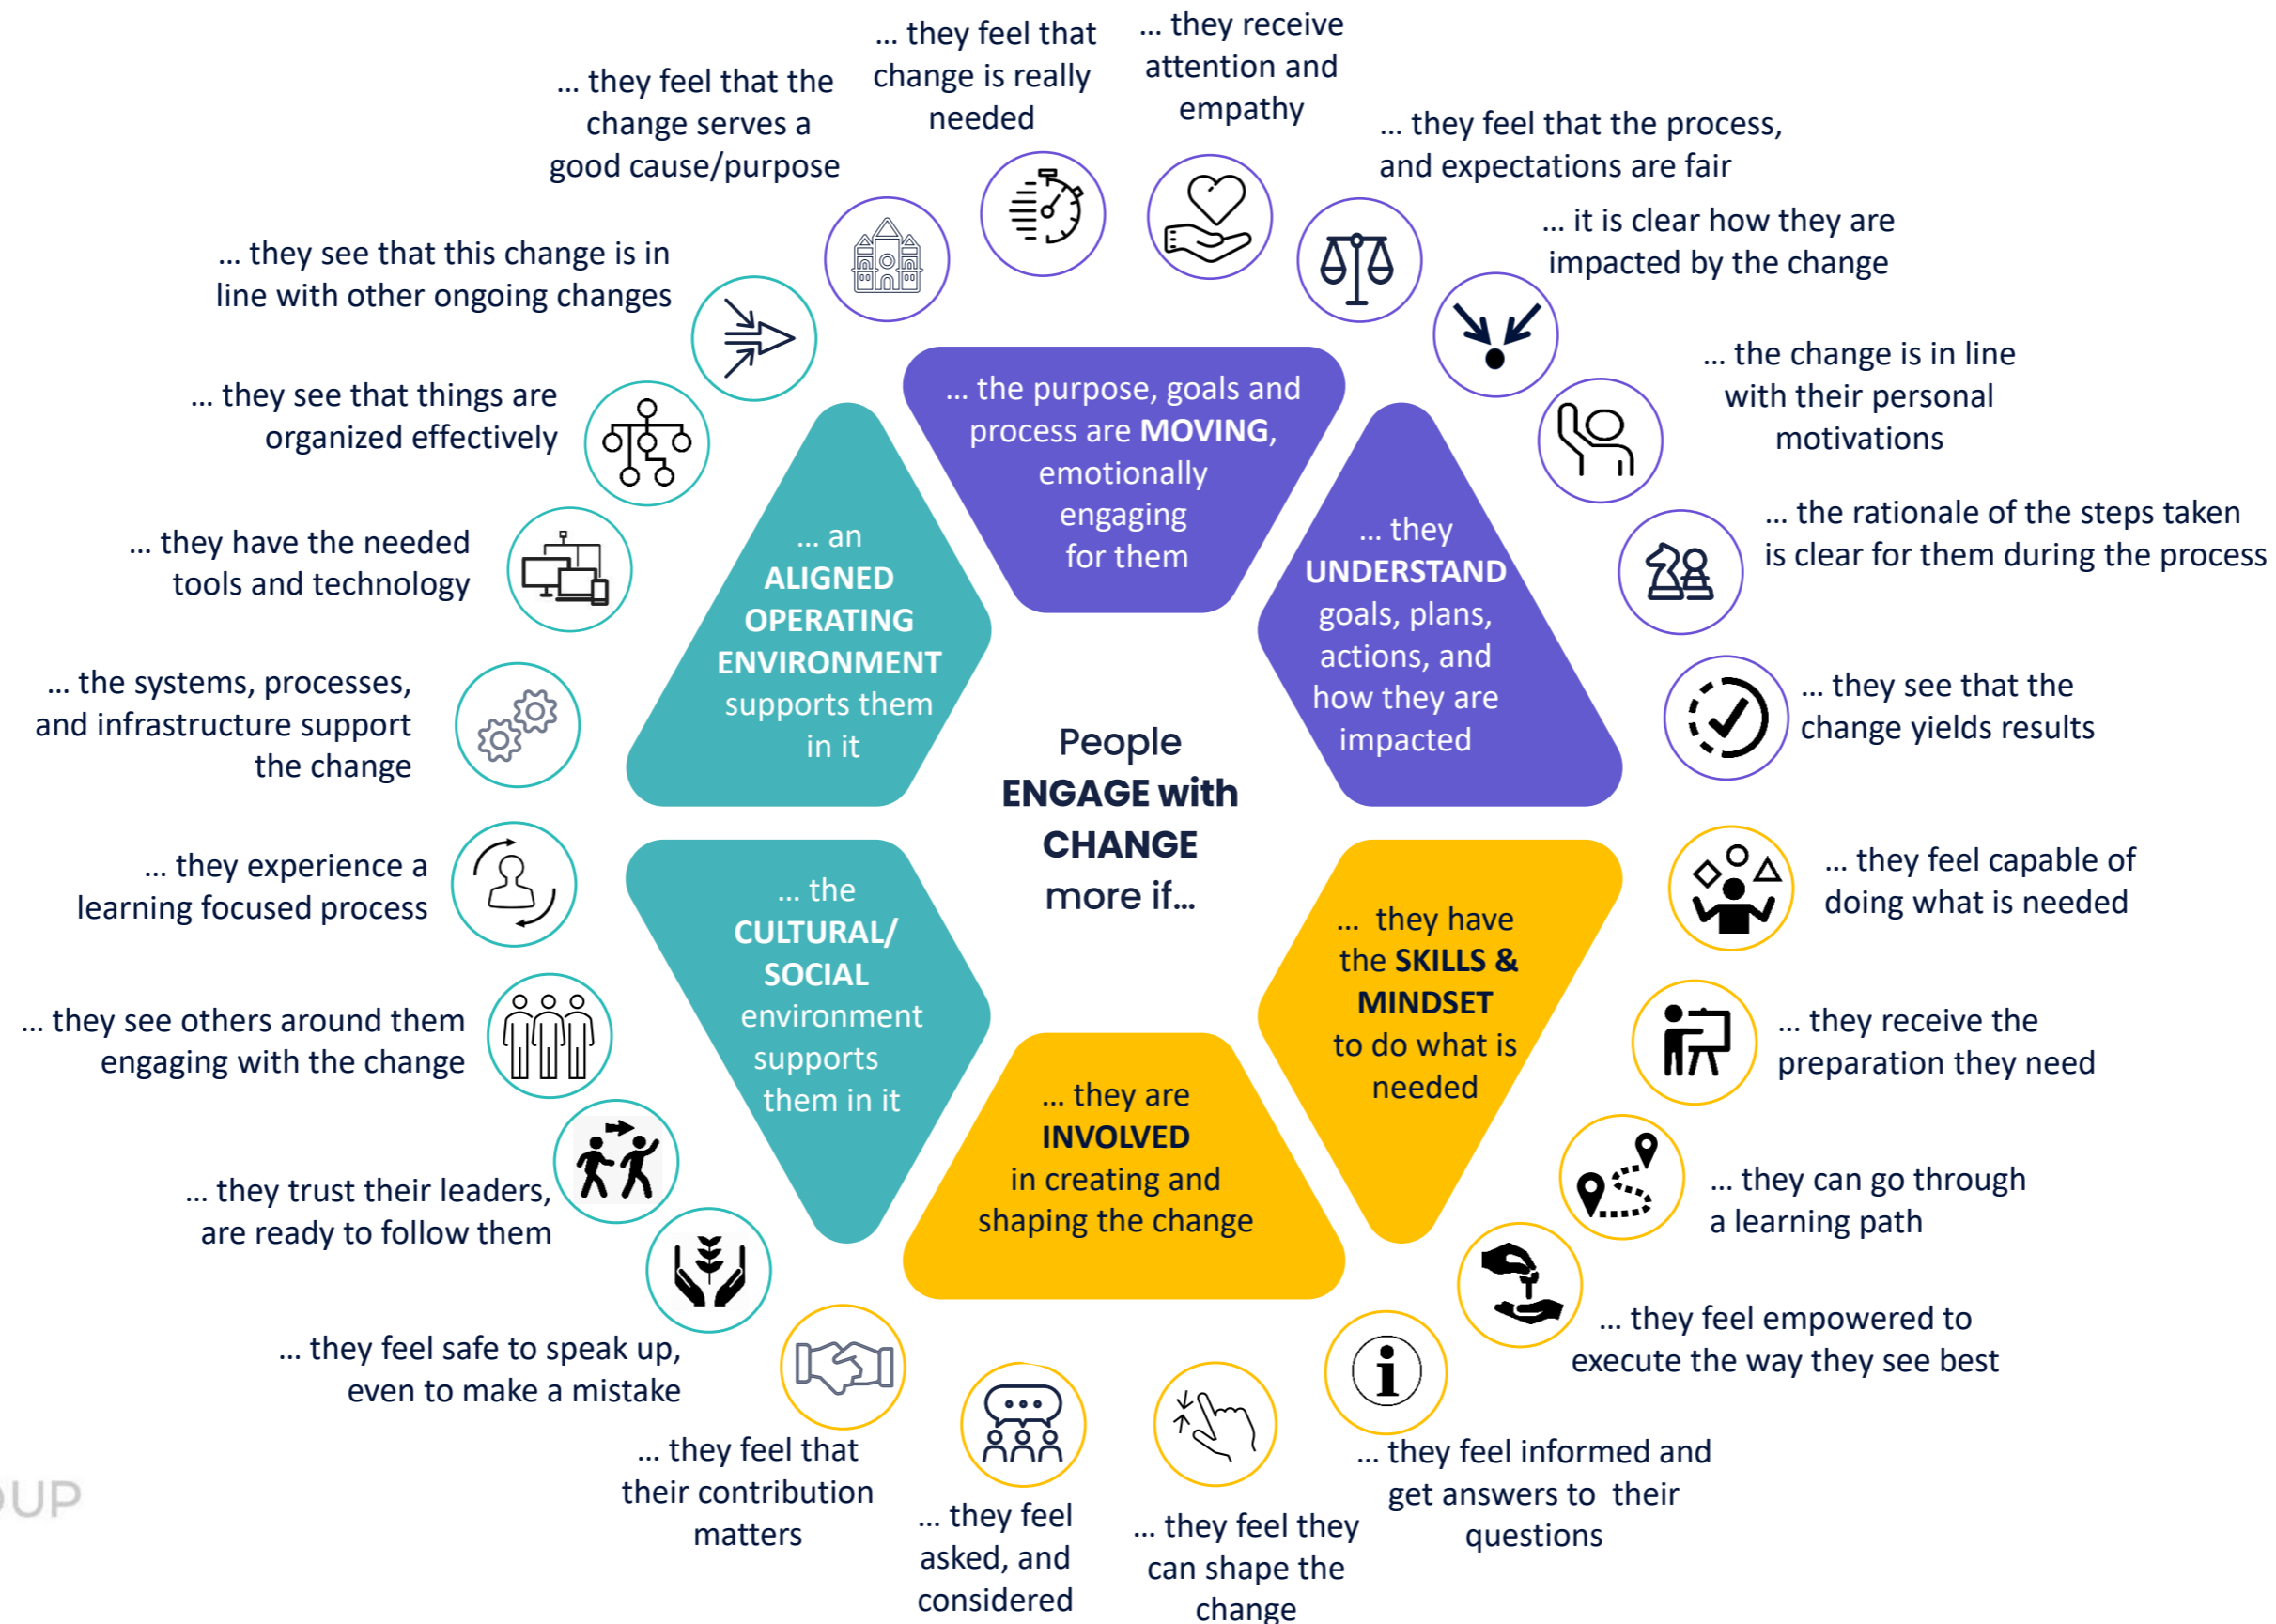 ... they feel that
change is really
needed
... they receive
attention and
empathy
... they feel that the
change serves a
good cause/purpose
... they feel that the process,
and expectations are fair
... they see that this change is in
line with other ongoing changes
... it is clear how they are
impacted by the change
... they see that things are
organized effectively
... the change is in line
with their personal
motivations
... they have the needed
tools and technology
... the rationale of the steps taken
is clear for them during the process
... the systems, processes,
and infrastructure support
the change
... they see that the
change yields results
... they experience a
learning focused process
... they feel capable of
doing what is needed
... they see others around them
engaging with the change
... they receive the
preparation they need
... they trust their leaders,
are ready to follow them
... they can go through
a learning path
... they feel safe to speak up,
even to make a mistake
... they feel empowered to
execute the way they see best
... they feel that
their contribution
matters
... they feel
asked, and
considered
... they feel they
can shape the
change
i
... they feel informed and
get answers to  their
questions
... the purpose, goals and
process are MOVING,
emotionally
engaging
for them
... they
UNDERSTAND
goals, plans,
actions, and
how they are
impacted
... they have
the SKILLS &
MINDSET
to do what is
needed
... they are
INVOLVED
in creating and
shaping the change
... the
CULTURAL/
SOCIAL
environment
supports
them in it
... an
ALIGNED
OPERATING
ENVIRONMENT
supports them
in it
People
ENGAGE with
CHANGE
more if...